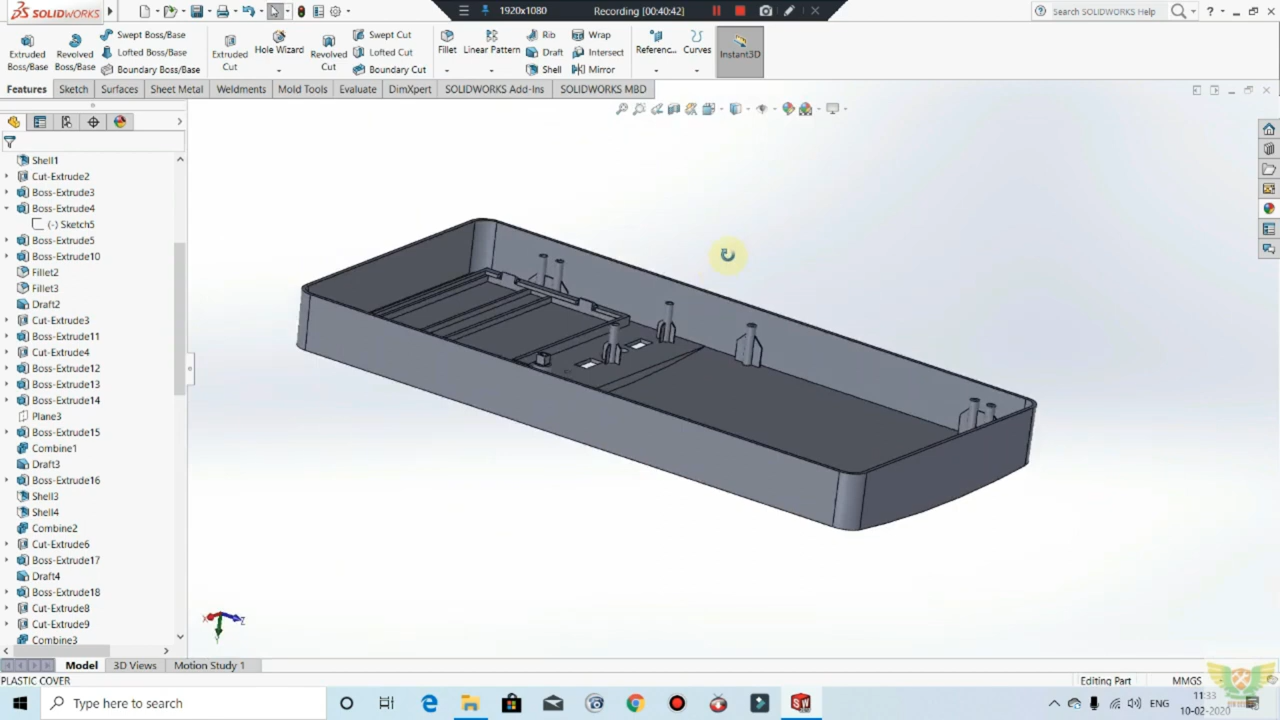 SOLIDWORKS
1920x1080
Recording [00:40:42]
Search SOLIDWORKS Help
Extruded Boss/Base
Revolved Boss/Base
Swept Boss/Base
Lofted Boss/Base
Boundary Boss/Base
Extruded Cut
Hole Wizard
Revolved Cut
Swept Cut
Lofted Cut
Boundary Cut
Fillet
Linear Pattern
Rib
Draft
Shell
Wrap
Intersect
Mirror
Referenc...
Curves
Instant3D
Features
Sketch
Surfaces
Sheet Metal
Weldments
Mold Tools
Evaluate
DimXpert
SOLIDWORKS Add-Ins
SOLIDWORKS MBD
Shell1
Cut-Extrude2
Boss-Extrude3
Boss-Extrude4
(-) Sketch5
Boss-Extrude5
Boss-Extrude10
Fillet2
Fillet3
Draft2
Cut-Extrude3
Boss-Extrude11
Cut-Extrude4
Boss-Extrude12
Boss-Extrude13
Boss-Extrude14
Plane3
Boss-Extrude15
Combine1
Draft3
Boss-Extrude16
Shell3
Shell4
Combine2
Cut-Extrude6
Boss-Extrude17
Draft4
Boss-Extrude18
Cut-Extrude8
Cut-Extrude9
Combine3
X
Z
Y
Model
3D Views
Motion Study 1
PLASTIC COVER
Editing Part
MMGS
Type here to search
SW
ENG
11:33
10-02-2020